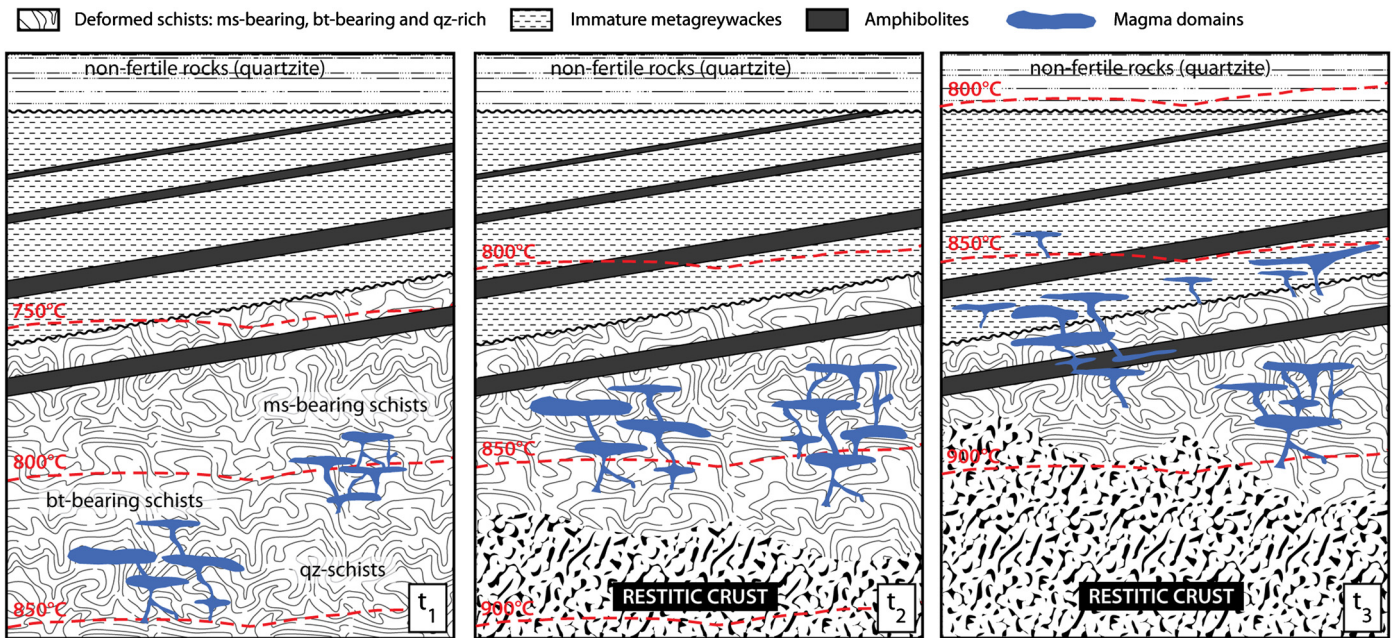 Deformed schists: ms-bearing, bt-bearing and qz-rich
Immature metagreywackes
Amphibolites
Magma domains
non-fertile rocks (quartzite)
750°C
ms-bearing schists
800°C
bt-bearing schists
qz-schists
850°C
t1
non-fertile rocks (quartzite)
800°C
850°C
RESTITIC CRUST
900°C
t2
non-fertile rocks (quartzite)
800°C
850°C
900°C
RESTITIC CRUST
t3